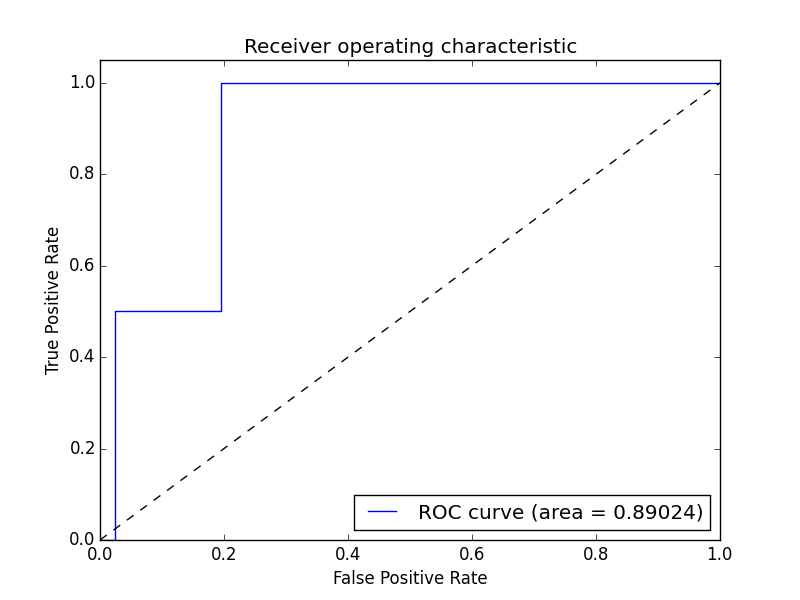 Receiver operating characteristic
1.0
0.8
0.6
0.4
0.2
0.0
True Positive Rate
ROC curve (area = 0.89024)
0.0 0.2 0.4 0.6 0.8 1.0
False Positive Rate